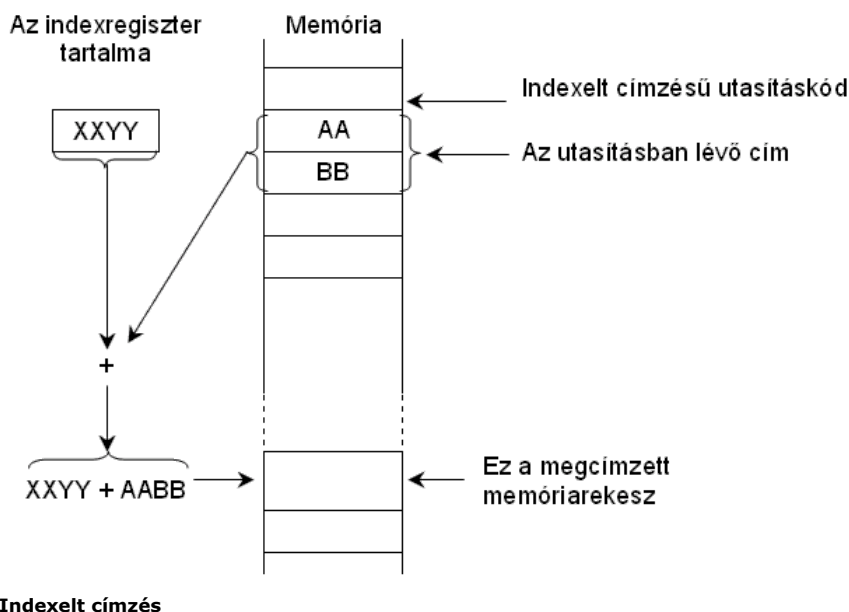 Az indexregiszter
tartalma
Memória
Indexelt címzésű utasításkód
XXYY
AA
Az utasításban lévő cím
BB
+
XXYY + AABB
Ez a megcímzett
memóriarekesz
Indexelt címzés